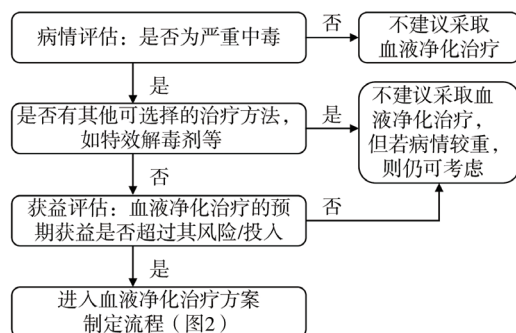 病情评估：是否为严重中毒
否
不建议采取
血液净化治疗
是
是否有其他可选择的治疗方法，
如特效解毒剂等
是
不建议采取血
液净化治疗，
但若病情较重，
则仍可考虑
否
获益评估：血液净化治疗的预
期获益是否超过其风险/投入
否
是
进入血液净化治疗方案
制定流程（图2）